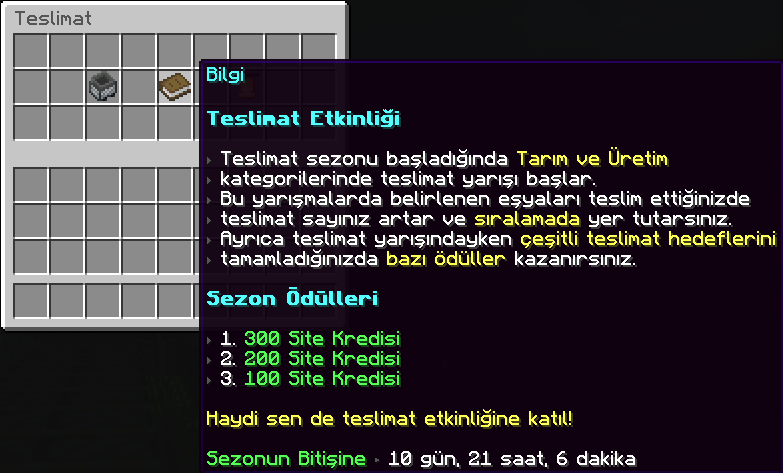 Teslimat
Bilgi
Teslimat Etkinliği
Teslimat sezonu başladığında Tarım ve Üretim
kategorilerinde teslimat yarışı başlar.
Bu yarışmalarda belirlenen eşyaları teslim ettiğinizde
teslimat sayınız artar ve sıralamada yer tutarsınız.
Ayrıca teslimat yarışındayken çeşitli teslimat hedeflerini
tamamladığınızda bazı ödüller kazanırsınız.
Sezon Ödülleri
1. 300 Site Kredisi
2. 200 Site Kredisi
3. 100 Site Kredisi
Haydi sen de teslimat etkinliğine katıl!
Sezonun Bitişine 10 gün, 21 saat, 6 dakika